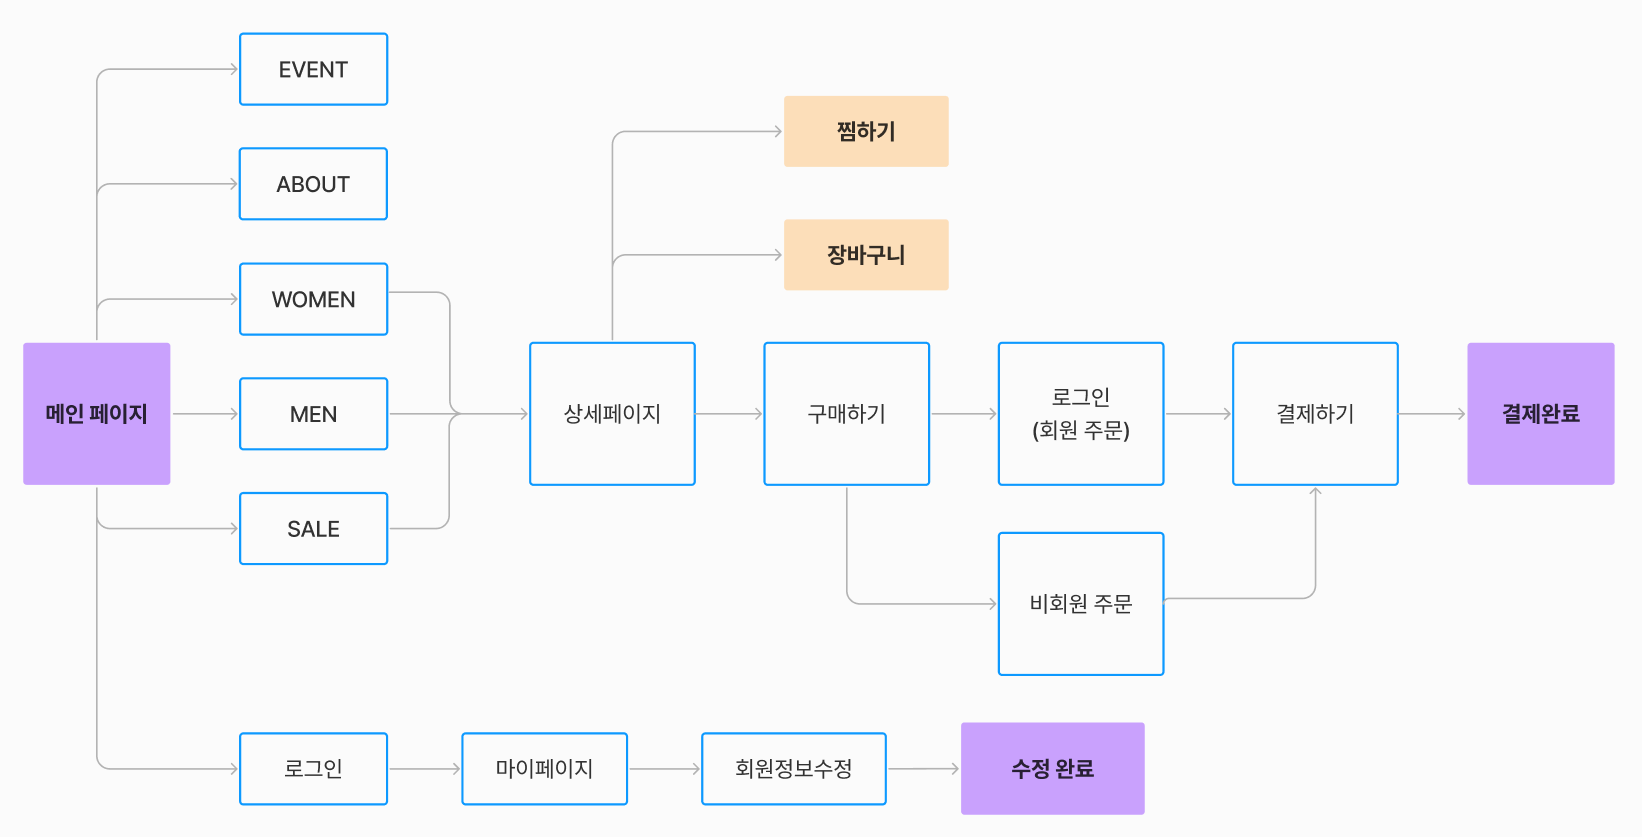 EVENT
ABOUT
WOMEN
MEN
SALE
메인 페이지
찜하기
장바구니
상세페이지
구매하기
로그인
(회원 주문)
결제하기
결제완료
비회원 주문
로그인
마이페이지
회원정보수정
수정 완료